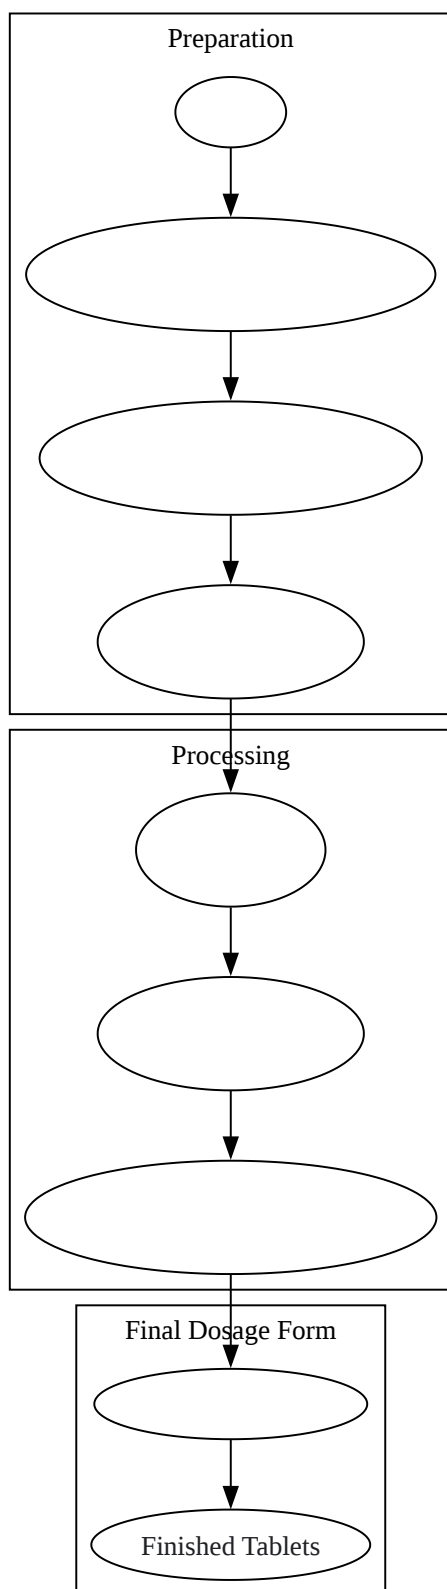 Preparation
Processing
Final Dosage Form
Finished Tablets